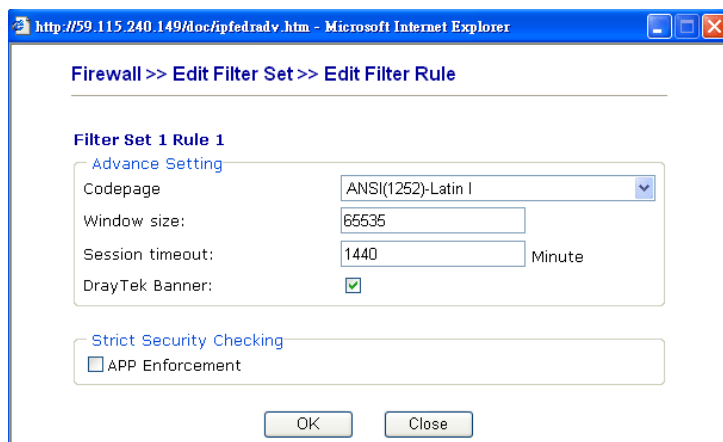 http://59.115.240.149/doc/ipfedradv.htm - Microsoft Internet Explorer
Firewall >> Edit Filter Set >> Edit Filter Rule
Filter Set 1 Rule 1
Advance Setting
Codepage ANSI(1252)-Latin I
Window size: 65535
Session timeout: 1440 Minute
DrayTek Banner:
Strict Security Checking
APP Enforcement
OK Close